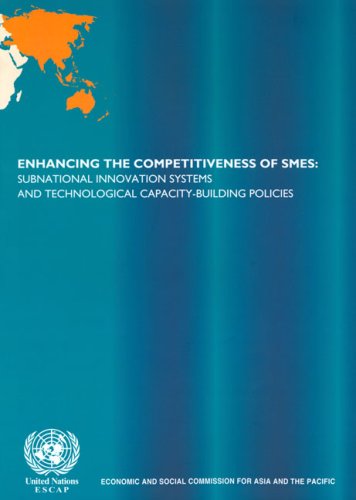 ENHANCING THE COMPETITIVENESS OF SMES:
SUBNATIONAL INNOVATION SYSTEMS
AND TECHNOLOGICAL CAPACITY-BUILDING POLICIES
United Nations
ESCAP
ECONOMIC AND SOCIAL COMMISSION FOR ASIA AND THE PACIFIC